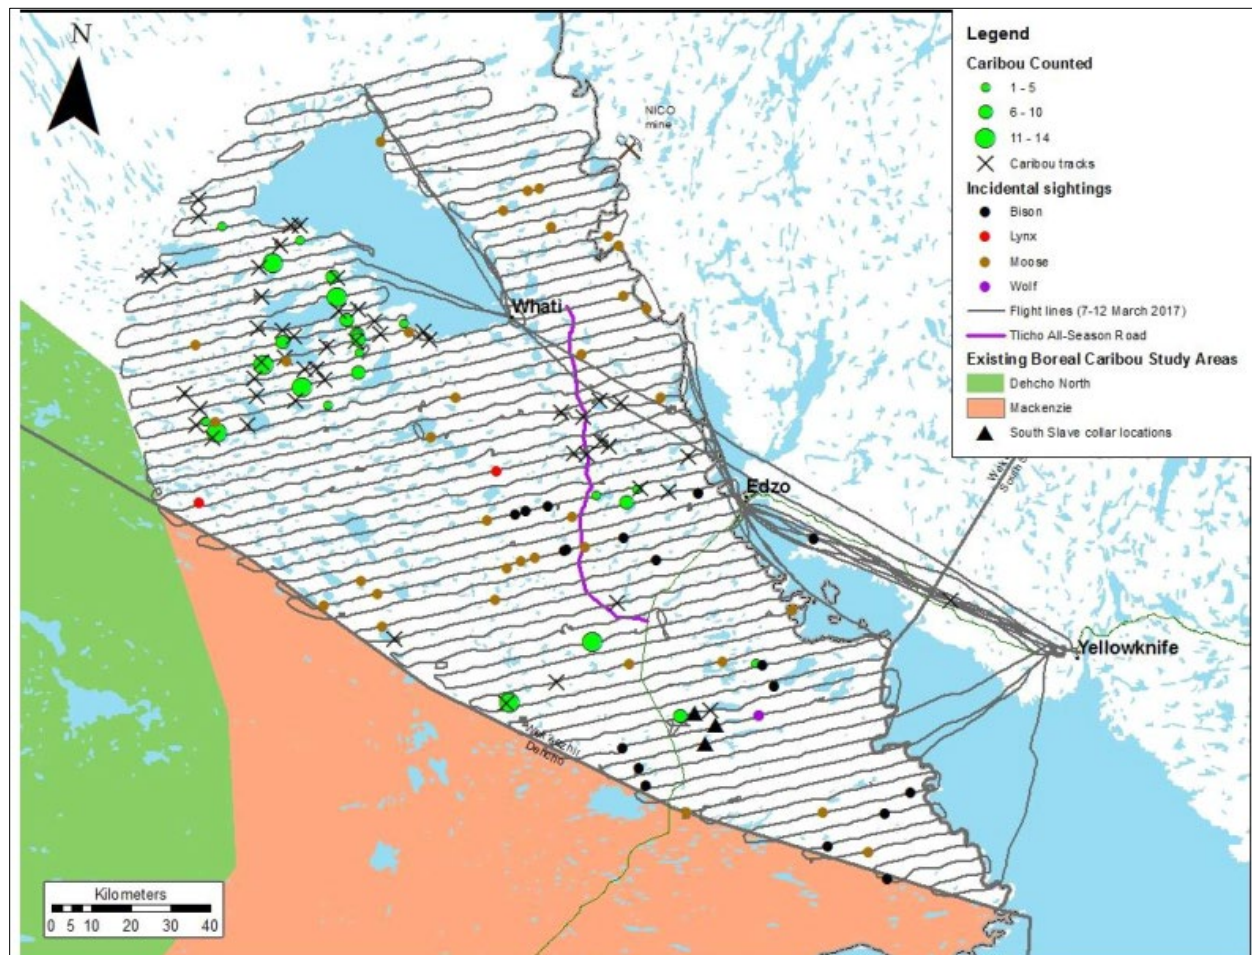 N
NICO
mine
Whati
Edzo
Yellowknife
Dehcho
Legend
Caribou Counted
1 - 5
6 - 10
11 - 14
Caribou tracks
Incidental sightings
Bison
Lynx
Moose
Wolf
Flight lines (7-12 March 2017)
Tlicho All-Season Road
Existing Boreal Caribou Study Areas
Dehcho North
Mackenzie
South Slave collar locations
Kilometers
0 5 10 20 30 40